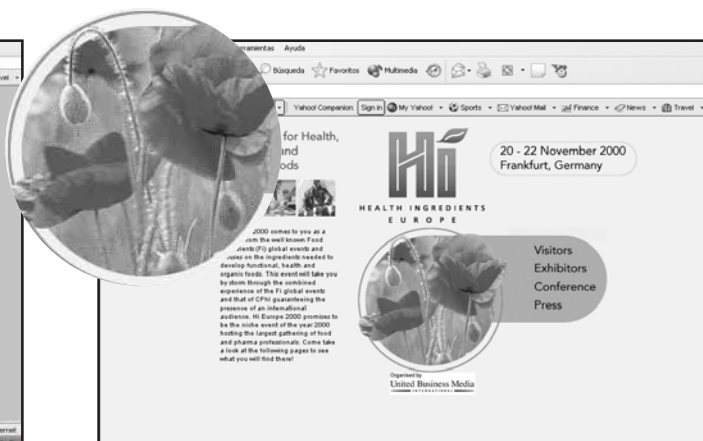 ramientas Ayuda
Búsqueda Favoritos Multimedia
Yahoo! Companion: Sign in My Yahoo! Sports Yahoo! Mail Finance News Travel
for Health,
and
ods
Hi
HEALTH INGREDIENTS
EUROPE
20 - 22 November 2000
Frankfurt, Germany
2000 comes to you as a
om the well known Food
dients (Fi) global events and
uses on the ingredients needed to
develop functional, health and
organic foods. This event will take you
by storm through the combined
experience of the Fi global events
and that of CPhI guaranteeing the
presence of an international
audience. Hi Europe 2000 promises to
be the niche event of the year 2000
hosting the largest gathering of food
and pharma professionals. Come take
a look at the following pages to see
what you will find there!
Visitors
Exhibitors
Conference
Press
Organised by
United Business Media
ernet